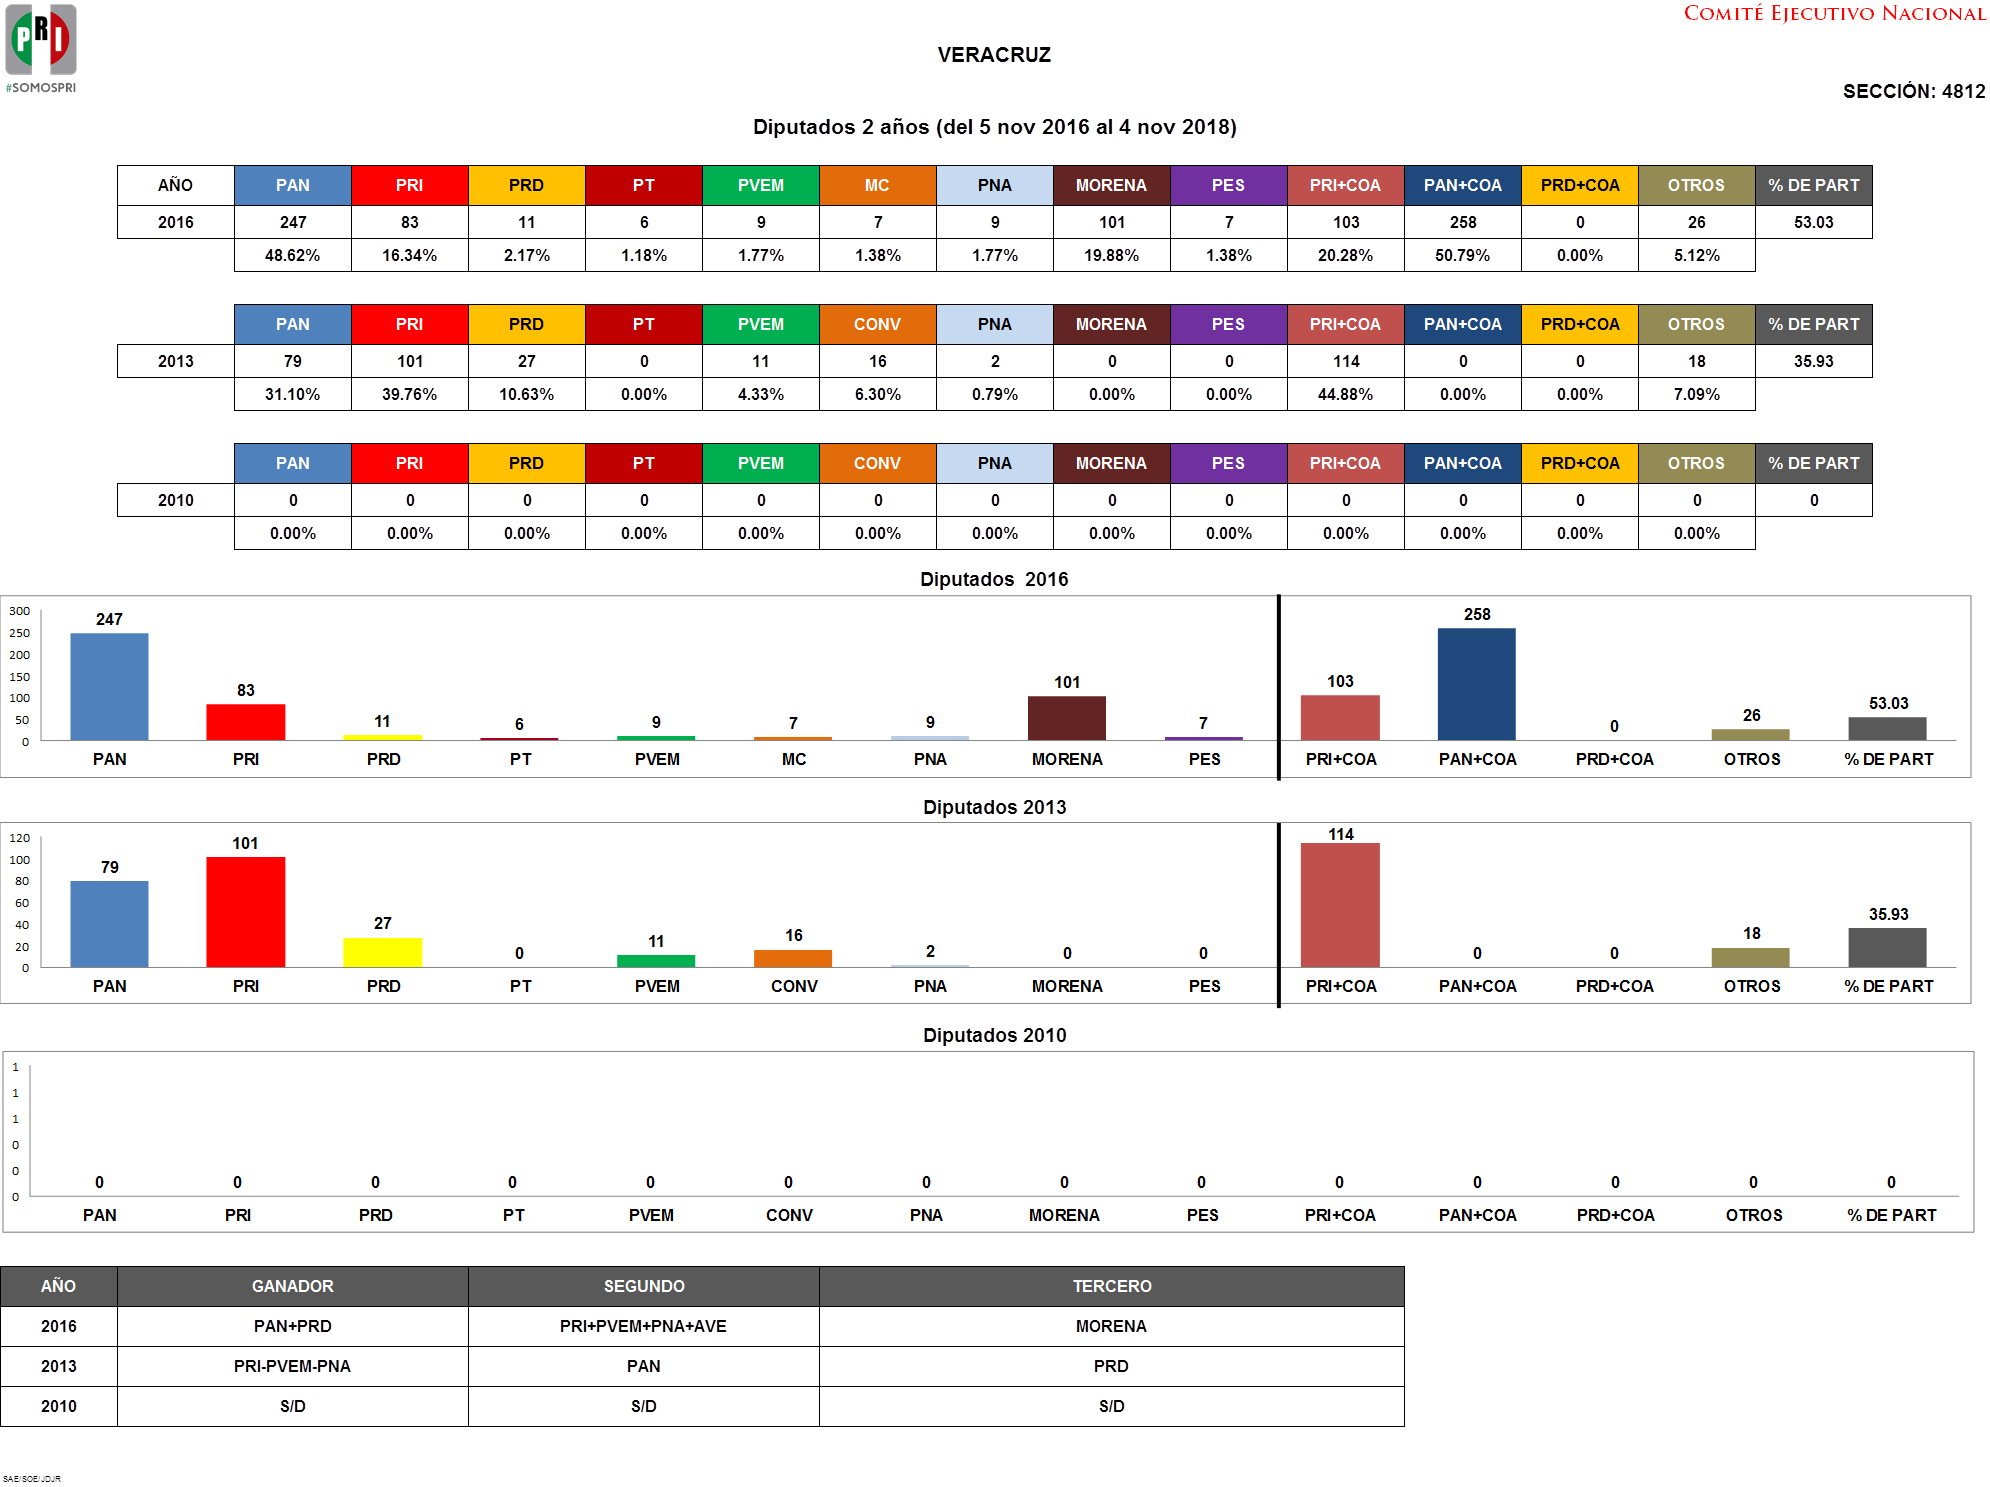 PRI
#SOMOSPRI
COMITÉ EJECUTIVO NACIONAL
VERACRUZ
SECCIÓN: 4812
Diputados 2 años (del 5 nov 2016 al 4 nov 2018)
AÑO PAN PRI PRD PT PVEM MC PNA MORENA PES PRI+COA PAN+COA PRD+COA OTROS % DE PART
2016 247 83 11 6 9 7 9 101 7 103 258 0 26 53.03
48.62% 16.34% 2.17% 1.18% 1.77% 1.38% 1.77% 19.88% 1.38% 20.28% 50.79% 0.00% 5.12%
PAN PRI PRD PT PVEM CONV PNA MORENA PES PRI+COA PAN+COA PRD+COA OTROS % DE PART
2013 79 101 27 0 11 16 2 0 0 114 0 0 18 35.93
31.10% 39.76% 10.63% 0.00% 4.33% 6.30% 0.79% 0.00% 0.00% 44.88% 0.00% 0.00% 7.09%
PAN PRI PRD PT PVEM CONV PNA MORENA PES PRI+COA PAN+COA PRD+COA OTROS % DE PART
2010 0 0 0 0 0 0 0 0 0 0 0 0 0 0
0.00% 0.00% 0.00% 0.00% 0.00% 0.00% 0.00% 0.00% 0.00% 0.00% 0.00% 0.00% 0.00%
Diputados 2016
300
250
200
150
100
50
0
247 83 11 6 9 7 9 101 7 103 258 0 26 53.03
PAN PRI PRD PT PVEM MC PNA MORENA PES PRI+COA PAN+COA PRD+COA OTROS % DE PART
Diputados 2013
120
100
80
60
40
20
0
79 101 27 0 11 16 2 0 0 114 0 0 18 35.93
PAN PRI PRD PT PVEM CONV PNA MORENA PES PRI+COA PAN+COA PRD+COA OTROS % DE PART
Diputados 2010
1
1
1
0
0
0
0 0 0 0 0 0 0 0 0 0 0 0 0 0
PAN PRI PRD PT PVEM CONV PNA MORENA PES PRI+COA PAN+COA PRD+COA OTROS % DE PART
AÑO GANADOR SEGUNDO TERCERO
2016 PAN+PRD PRI+PVEM+PNA+AVE MORENA
2013 PRI-PVEM-PNA PAN PRD
2010 S/D S/D S/D
SAE/SOE/JDJR